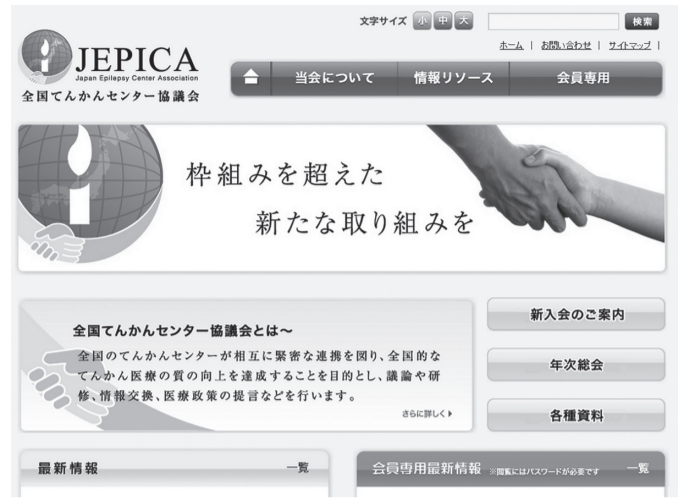 文字サイズ 小 中 大 検索
ホーム | お問い合わせ | サイトマップ |
JEPICA
Japan Epilepsy Center Association
全国てんかんセンター協議会
当会について 情報リソース 会員専用
枠組みを超えた
新たな取り組みを
全国てんかんセンター協議会とは〜
全国のてんかんセンターが相互に緊密な連携を図り、全国的な
てんかん医療の質の向上を達成することを目的とし、議論や研
修、情報交換、医療政策の提言などを行います。
さらに詳しく
新入会のご案内
年次総会
各種資料
最新情報 一覧
会員専用最新情報 ※閲覧にはパスワードが必要です 一覧